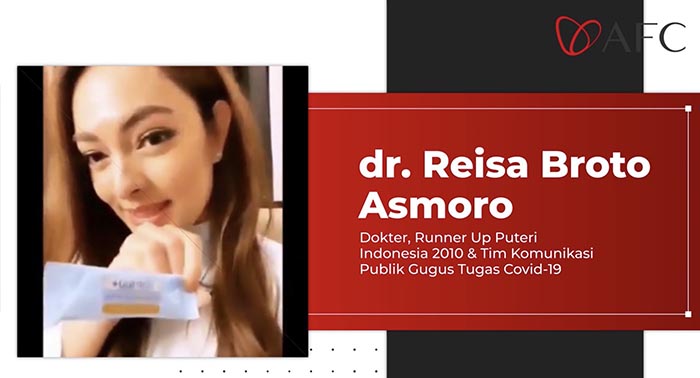 AFC
dr. Reisa Broto
Asmoro
Dokter, Runner Up Puteri
Indonesia 2010 & Tim Komunikasi
Publik Gugus Tugas Covid-19